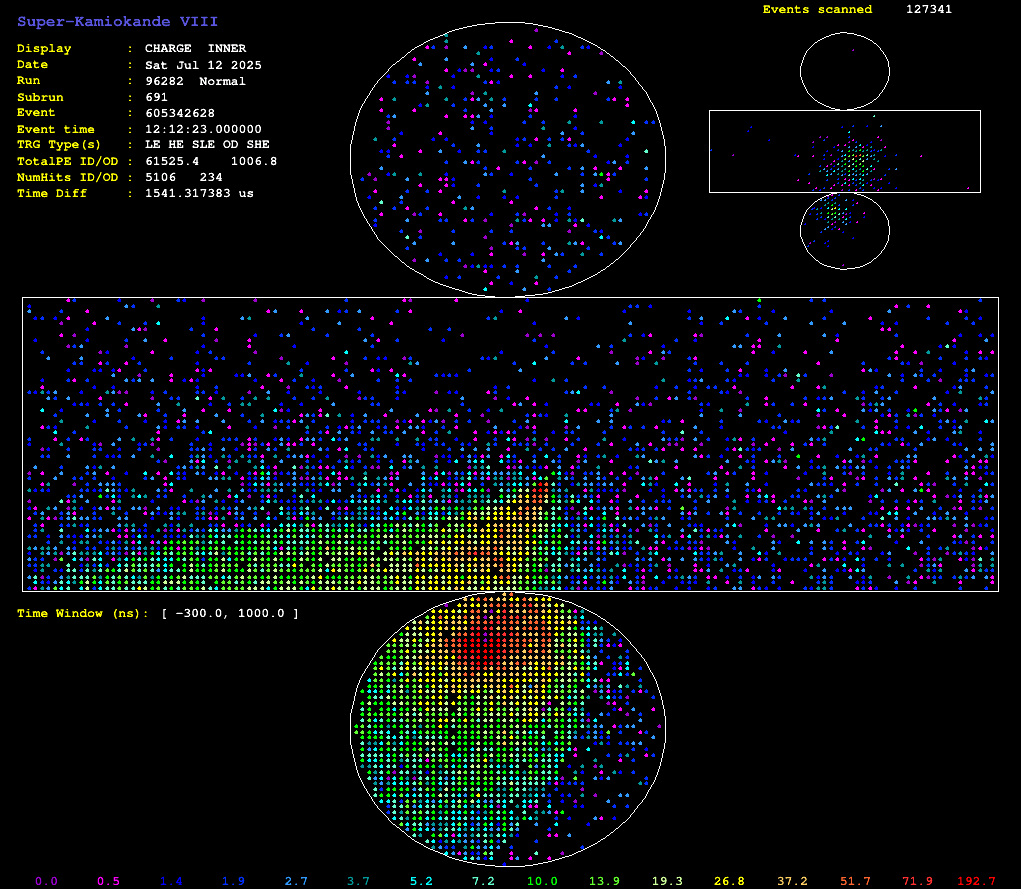 Super-Kamiokande VIII
Events scanned 127341
Display : CHARGE INNER
Date : Sat Jul 12 2025
Run : 96282 Normal
Subrun : 691
Event : 605342628
Event time : 12:12:23.000000
TRG Type(s) : LE HE SLE OD SHE
TotalPE ID/OD : 61525.4 1006.8
NumHits ID/OD : 5106 234
Time Diff : 1541.317383 us
Time Window (ns): [ -300.0, 1000.0 ]
0.0 0.5 1.4 1.9 2.7 3.7 5.2 7.2 10.0 13.9 19.3 26.8 37.2 51.7 71.9 192.7